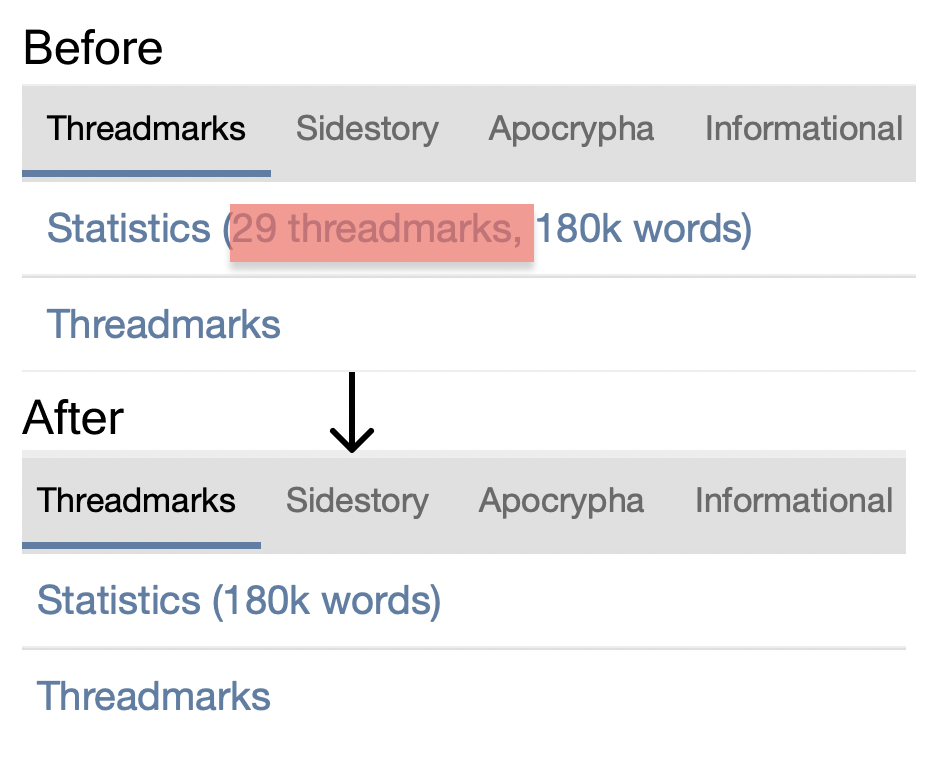 Before
Threadmarks Sidestory Apocrypha Informational
Statistics (29 threadmarks, 180k words)
Threadmarks
After
Threadmarks Sidestory Apocrypha Informational
Statistics (180k words)
Threadmarks